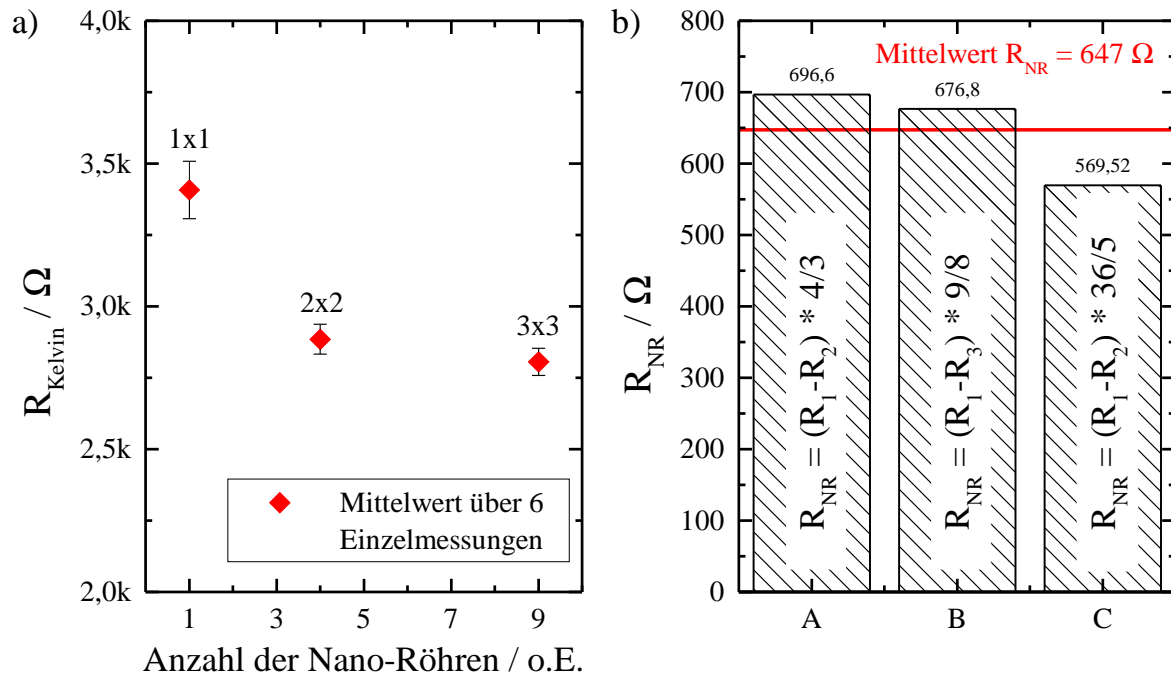 a)
4,0k
3,5k
3,0k
2,5k
2,0k
R_Kelvin / Ω
1x1
2x2
3x3
Mittelwert über 6
Einzelmessungen
1 3 5 7 9
Anzahl der Nano-Röhren / o.E.
b)
800
700
600
500
400
300
200
100
0
R_NR / Ω
Mittelwert R_NR = 647 Ω
696,6
676,8
569,52
R_NR = (R_1-R_2) * 4/3
R_NR = (R_1-R_3) * 9/8
R_NR = (R_1-R_2) * 36/5
A B C